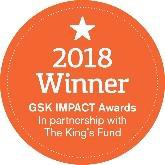 2018
Winner
GSK IMPACT Awards
In partnership with
The King's Fund